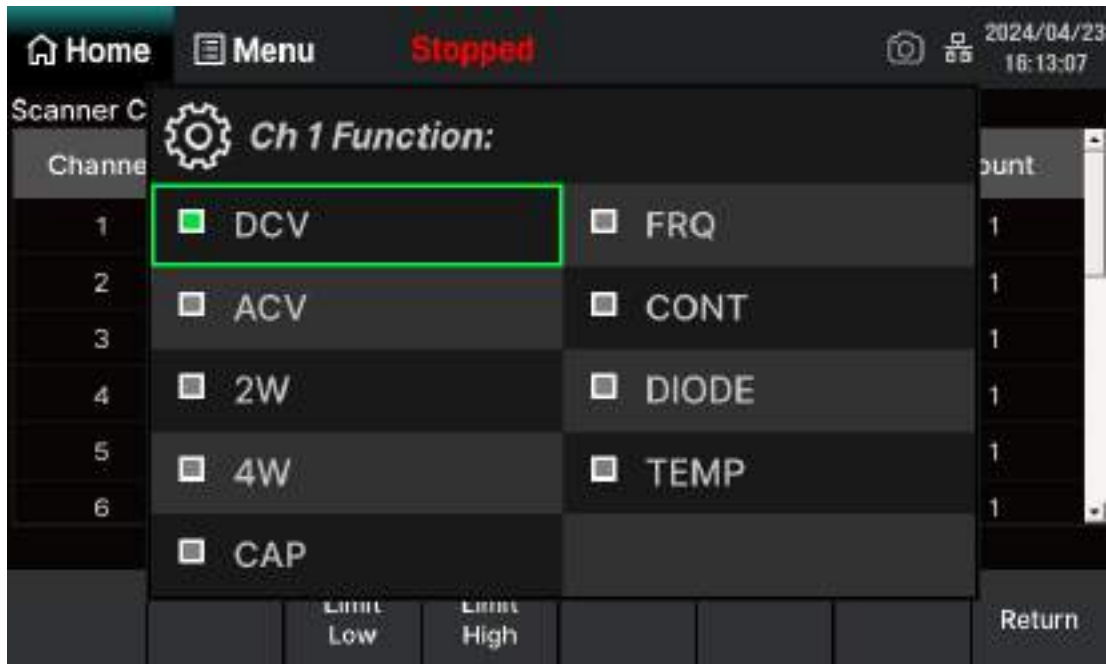 Home Menu Stopped 2024/04/23
16:13:07
Scanner C
Ch 1 Function:
Channe ount
1 DCV FRQ 1
2 ACV CONT 1
3 1
4 2W DIODE 1
5 4W TEMP 1
6 1
CAP
Limit Limit
Low High Return